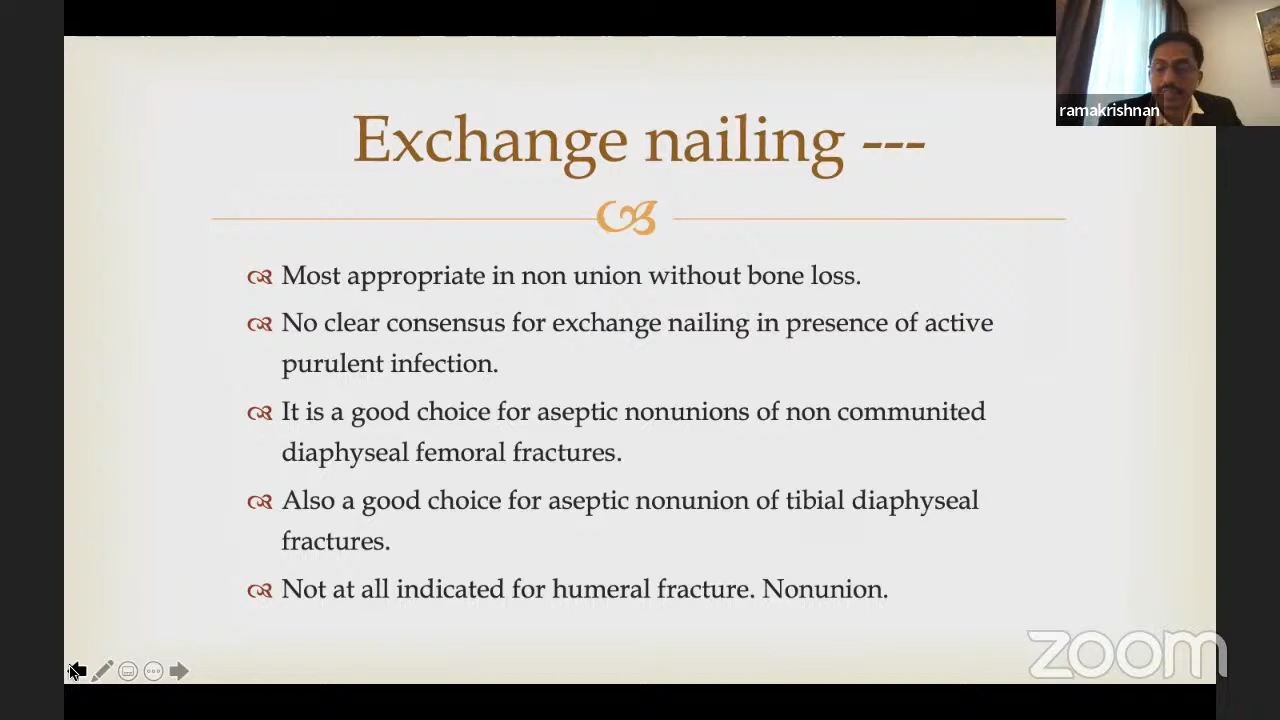 ramakrishnan
Exchange nailing ---
Most appropriate in non union without bone loss.
No clear consensus for exchange nailing in presence of active
purulent infection.
It is a good choice for aseptic nonunions of non communited
diaphyseal femoral fractures.
Also a good choice for aseptic nonunion of tibial diaphyseal
fractures.
Not at all indicated for humeral fracture. Nonunion.
zoom